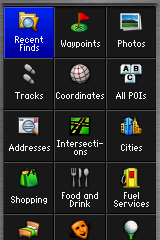 Recent
Finds
Waypoints
Photos
Tracks
Coordinates
ABC
All POIs
Addresses
Intersecti-
ons
Cities
Shopping
Food and
Drink
Fuel
Services